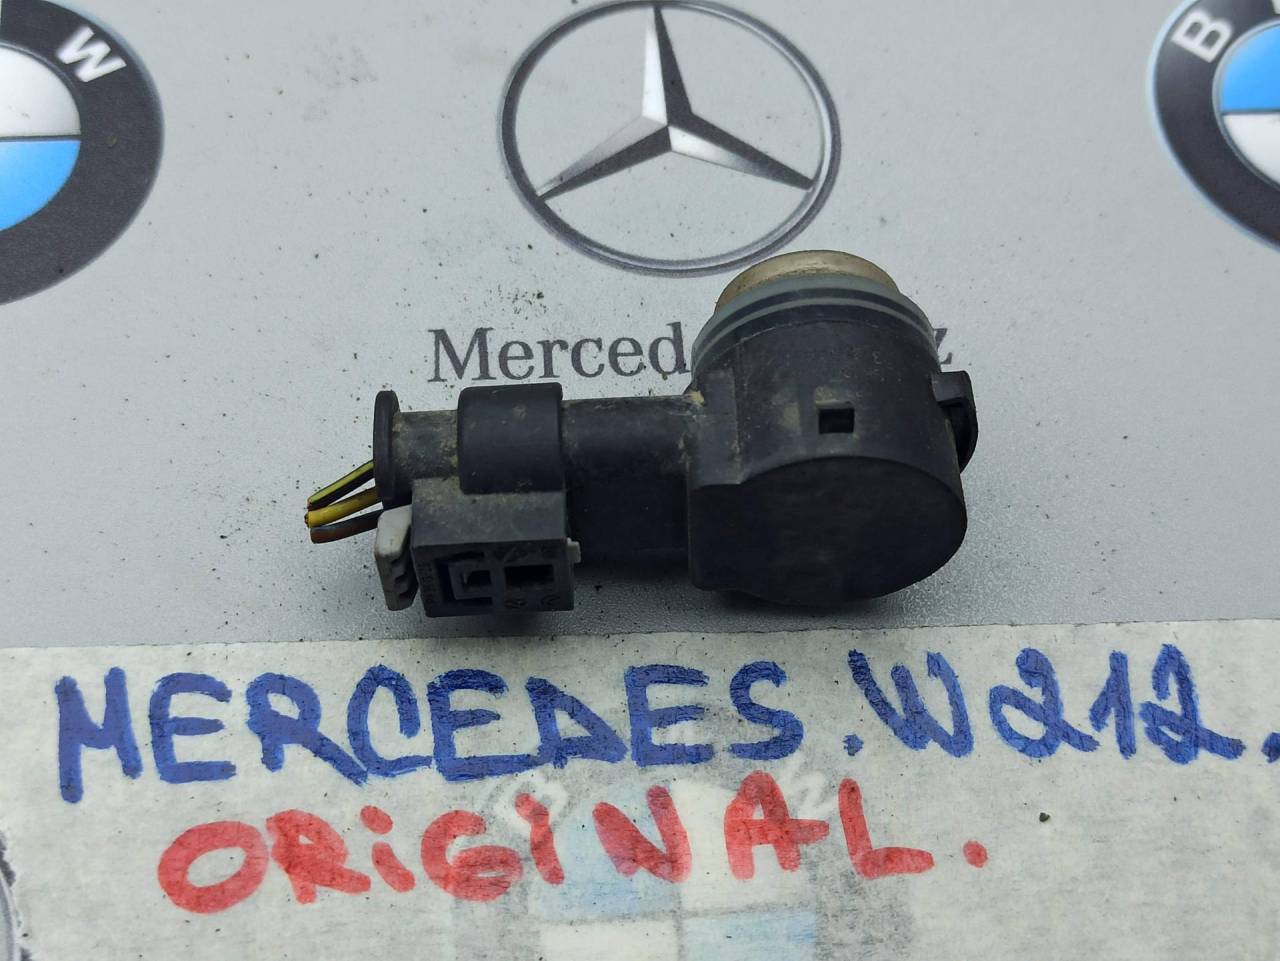 W
B
Merced
z
MERCEDES.W212.
ORiGiNAL.